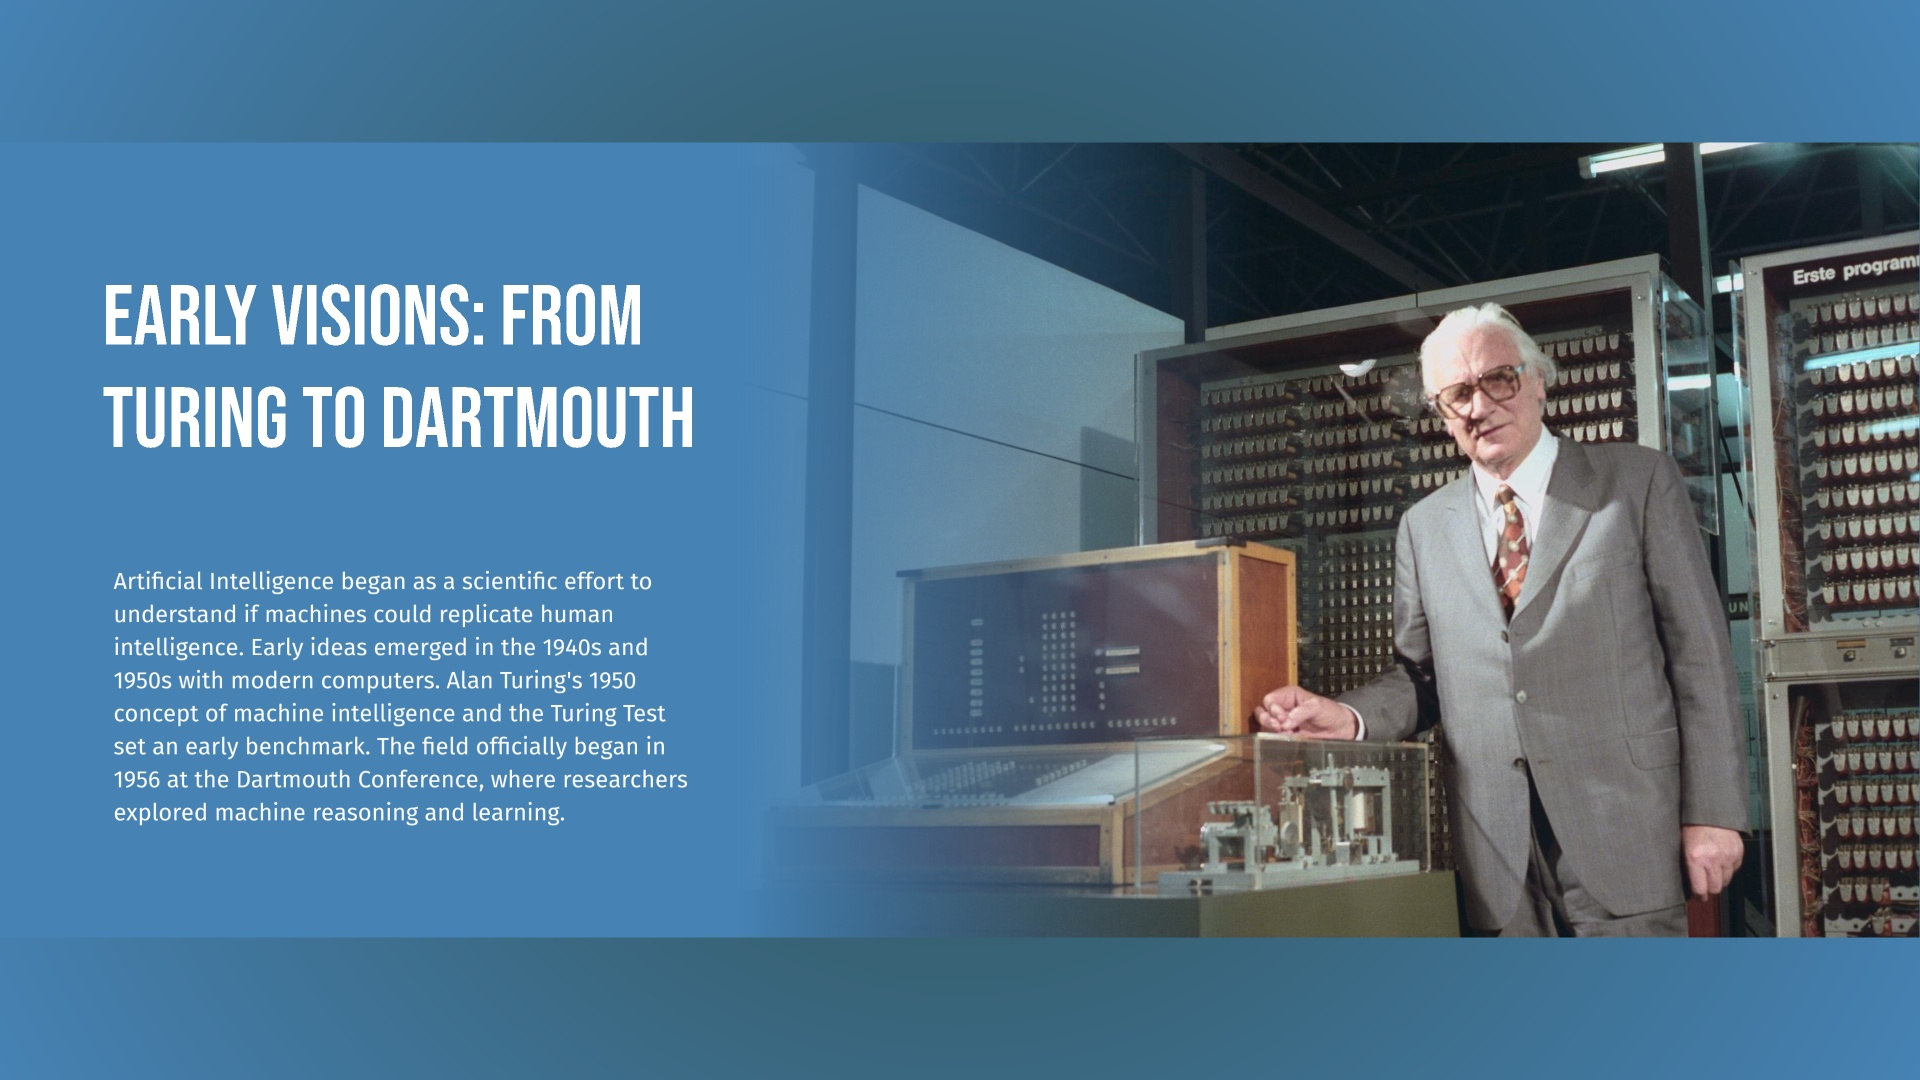 EARLY VISIONS: FROM
TURING TO DARTMOUTH
Artificial Intelligence began as a scientific effort to
understand if machines could replicate human
intelligence. Early ideas emerged in the 1940s and
1950s with modern computers. Alan Turing's 1950
concept of machine intelligence and the Turing Test
set an early benchmark. The field officially began in
1956 at the Dartmouth Conference, where researchers
explored machine reasoning and learning.
Erste program